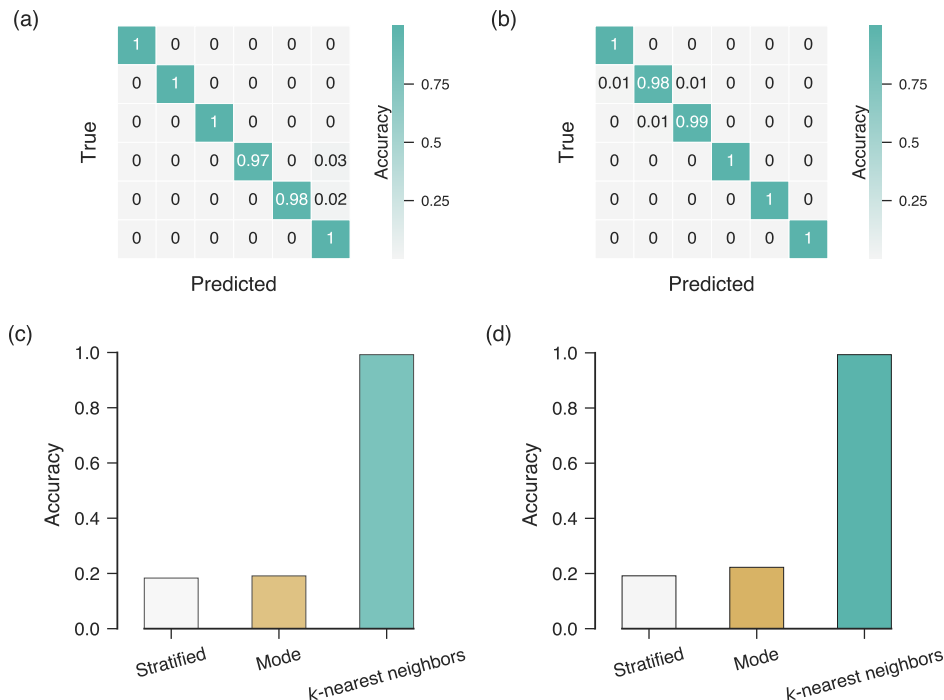 (a)
1 0 0 0 0 0
0 1 0 0 0 0
0 0 1 0 0 0
0 0 0 0.97 0 0.03
0 0 0 0 0.98 0.02
0 0 0 0 0 1
True
Predicted
0.75
0.5
0.25
Accuracy
(b)
1 0 0 0 0 0
0.01 0.98 0.01 0 0 0
0 0.01 0.99 0 0 0
0 0 0 1 0 0
0 0 0 0 1 0
0 0 0 0 0 1
True
Predicted
0.75
0.5
0.25
Accuracy
(c)
1.0
0.8
0.6
0.4
0.2
0.0
Accuracy
Stratified
Mode
k-nearest neighbors
(d)
1.0
0.8
0.6
0.4
0.2
0.0
Accuracy
Stratified
Mode
k-nearest neighbors